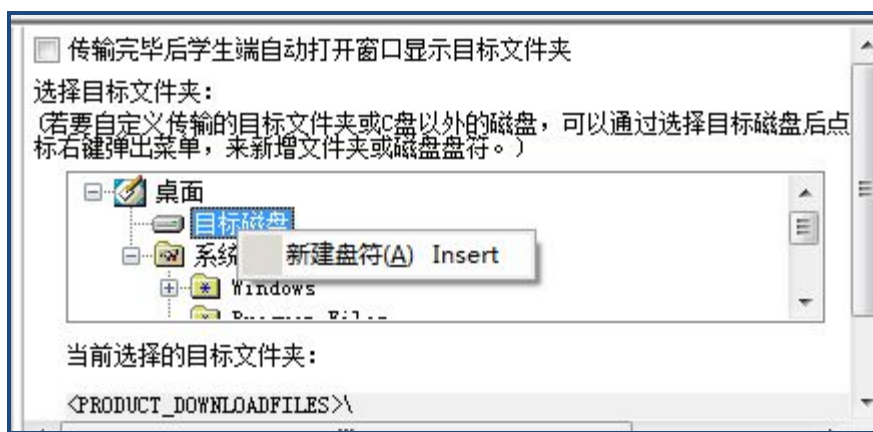 传输完毕后学生端自动打开窗口显示目标文件夹
选择目标文件夹:
(若要自定义传输的目标文件夹或C盘以外的磁盘,可以通过选择目标磁盘后点
标右键弹出菜单,来新增文件夹或磁盘盘符。)
桌面
目标磁盘
系统
新建盘符(A) Insert
Windows
当前选择的目标文件夹:
<PRODUCT_DOWNLOADFILES>\